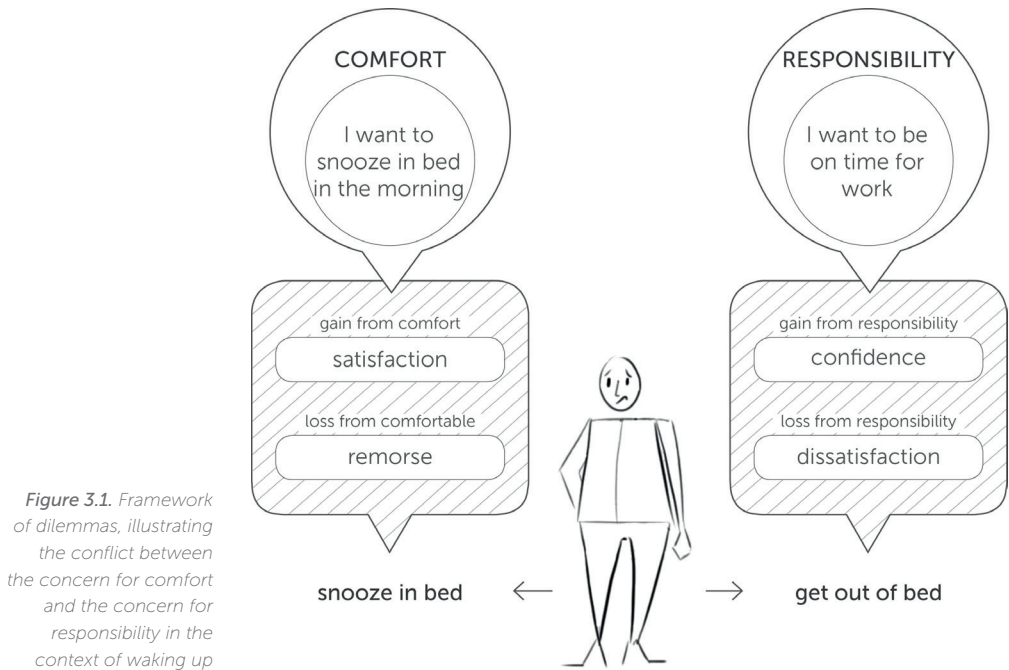 COMFORT
I want to
snooze in bed
in the morning
gain from comfort
satisfaction
loss from comfortable
remorse
snooze in bed
RESPONSIBILITY
I want to be
on time for
work
gain from responsibility
confidence
loss from responsibility
dissatisfaction
get out of bed
Figure 3.1. Framework
of dilemmas, illustrating
the conflict between
the concern for comfort
and the concern for
responsibility in the
context of waking up